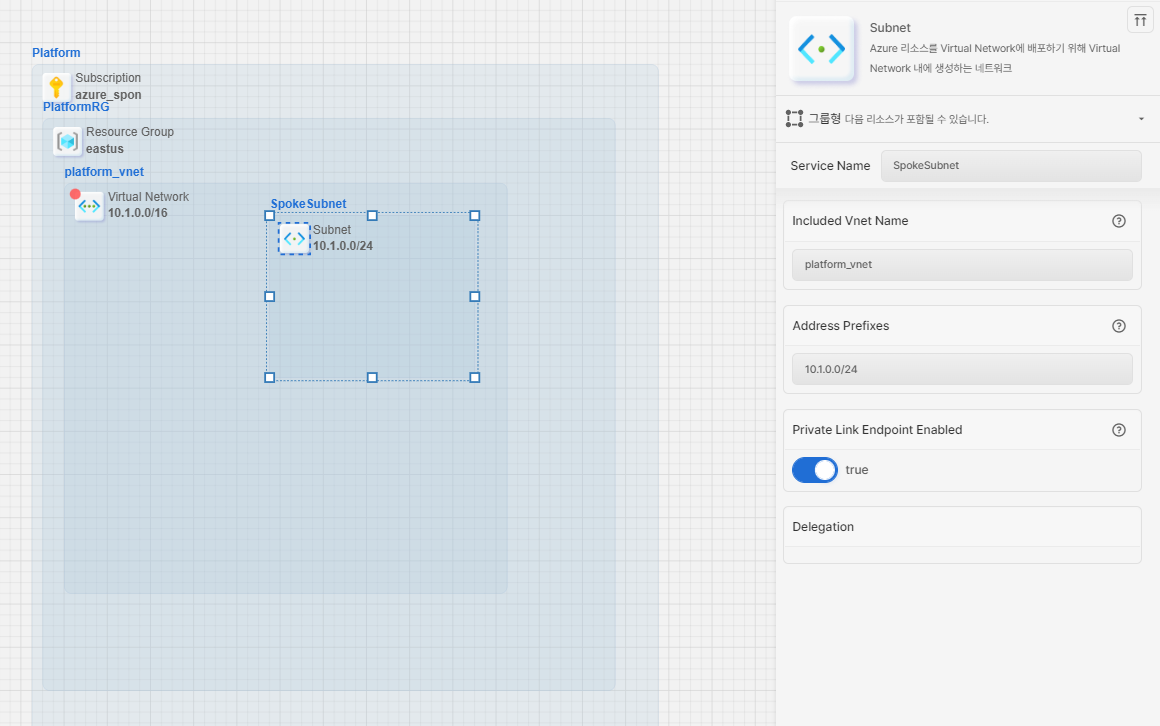 Platform
Subscription
azure_spon
PlatformRG
Resource Group
eastus
platform_vnet
Virtual Network
10.1.0.0/16
SpokeSubnet
Subnet
10.1.0.0/24
Subnet
Azure 리소스를 Virtual Network에 배포하기 위해 Virtual
Network 내에 생성하는 네트워크
그룹형 다음 리소스가 포함될 수 있습니다.
Service Name SpokeSubnet
Included Vnet Name
platform_vnet
Address Prefixes
10.1.0.0/24
Private Link Endpoint Enabled
true
Delegation